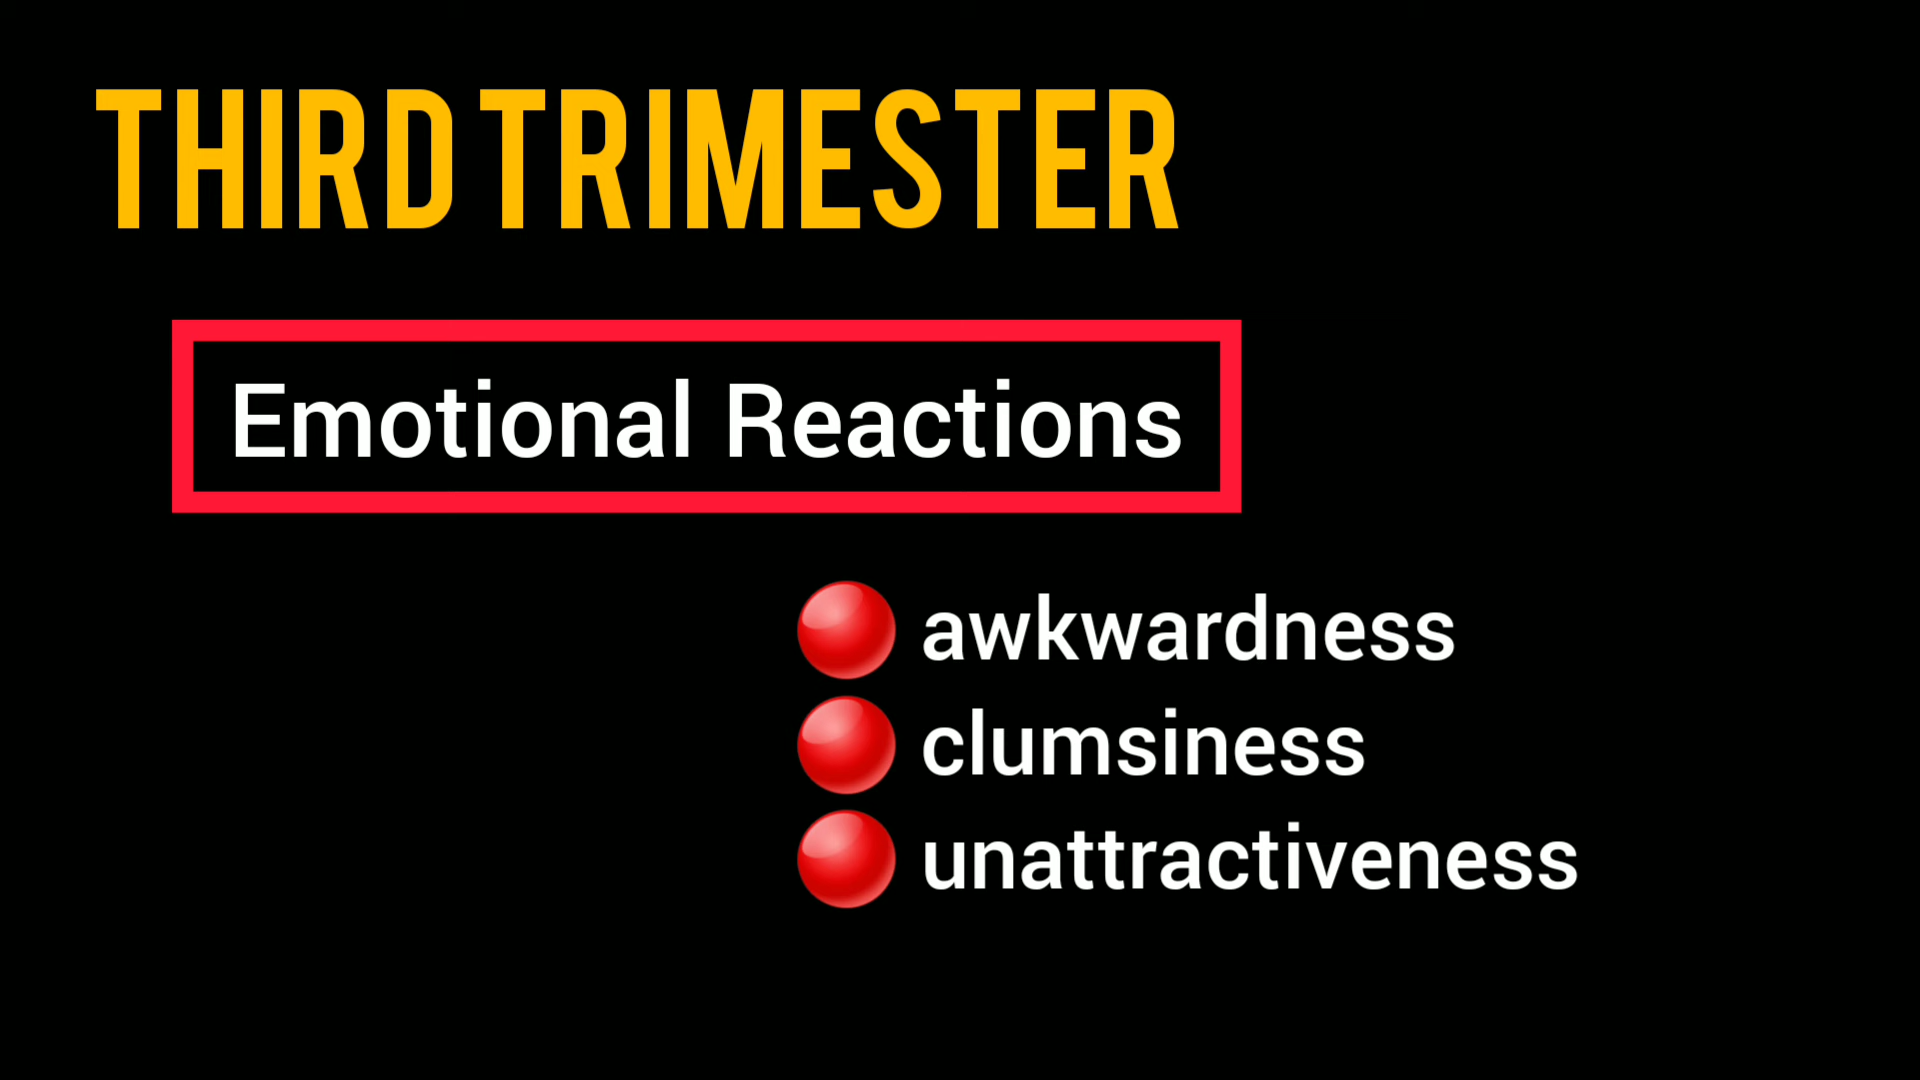 THIRD TRIMESTER
Emotional Reactions
awkwardness
clumsiness
unattractiveness